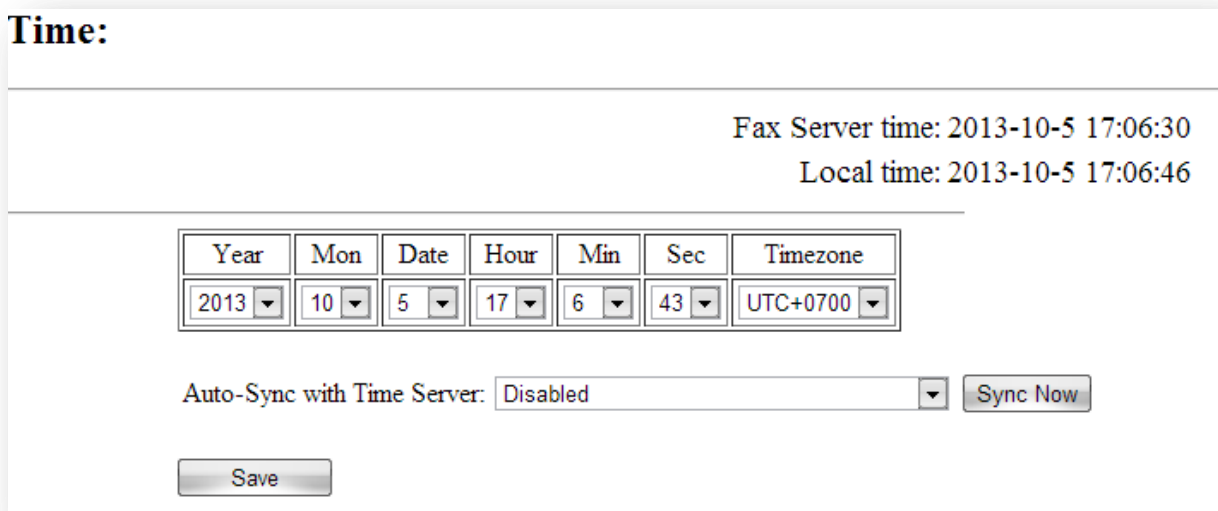 Time:
Fax Server time: 2013-10-5 17:06:30
Local time: 2013-10-5 17:06:46
Year Mon Date Hour Min Sec Timezone
2013 10 5 17 6 43 UTC+0700
Auto-Sync with Time Server: Disabled Sync Now
Save